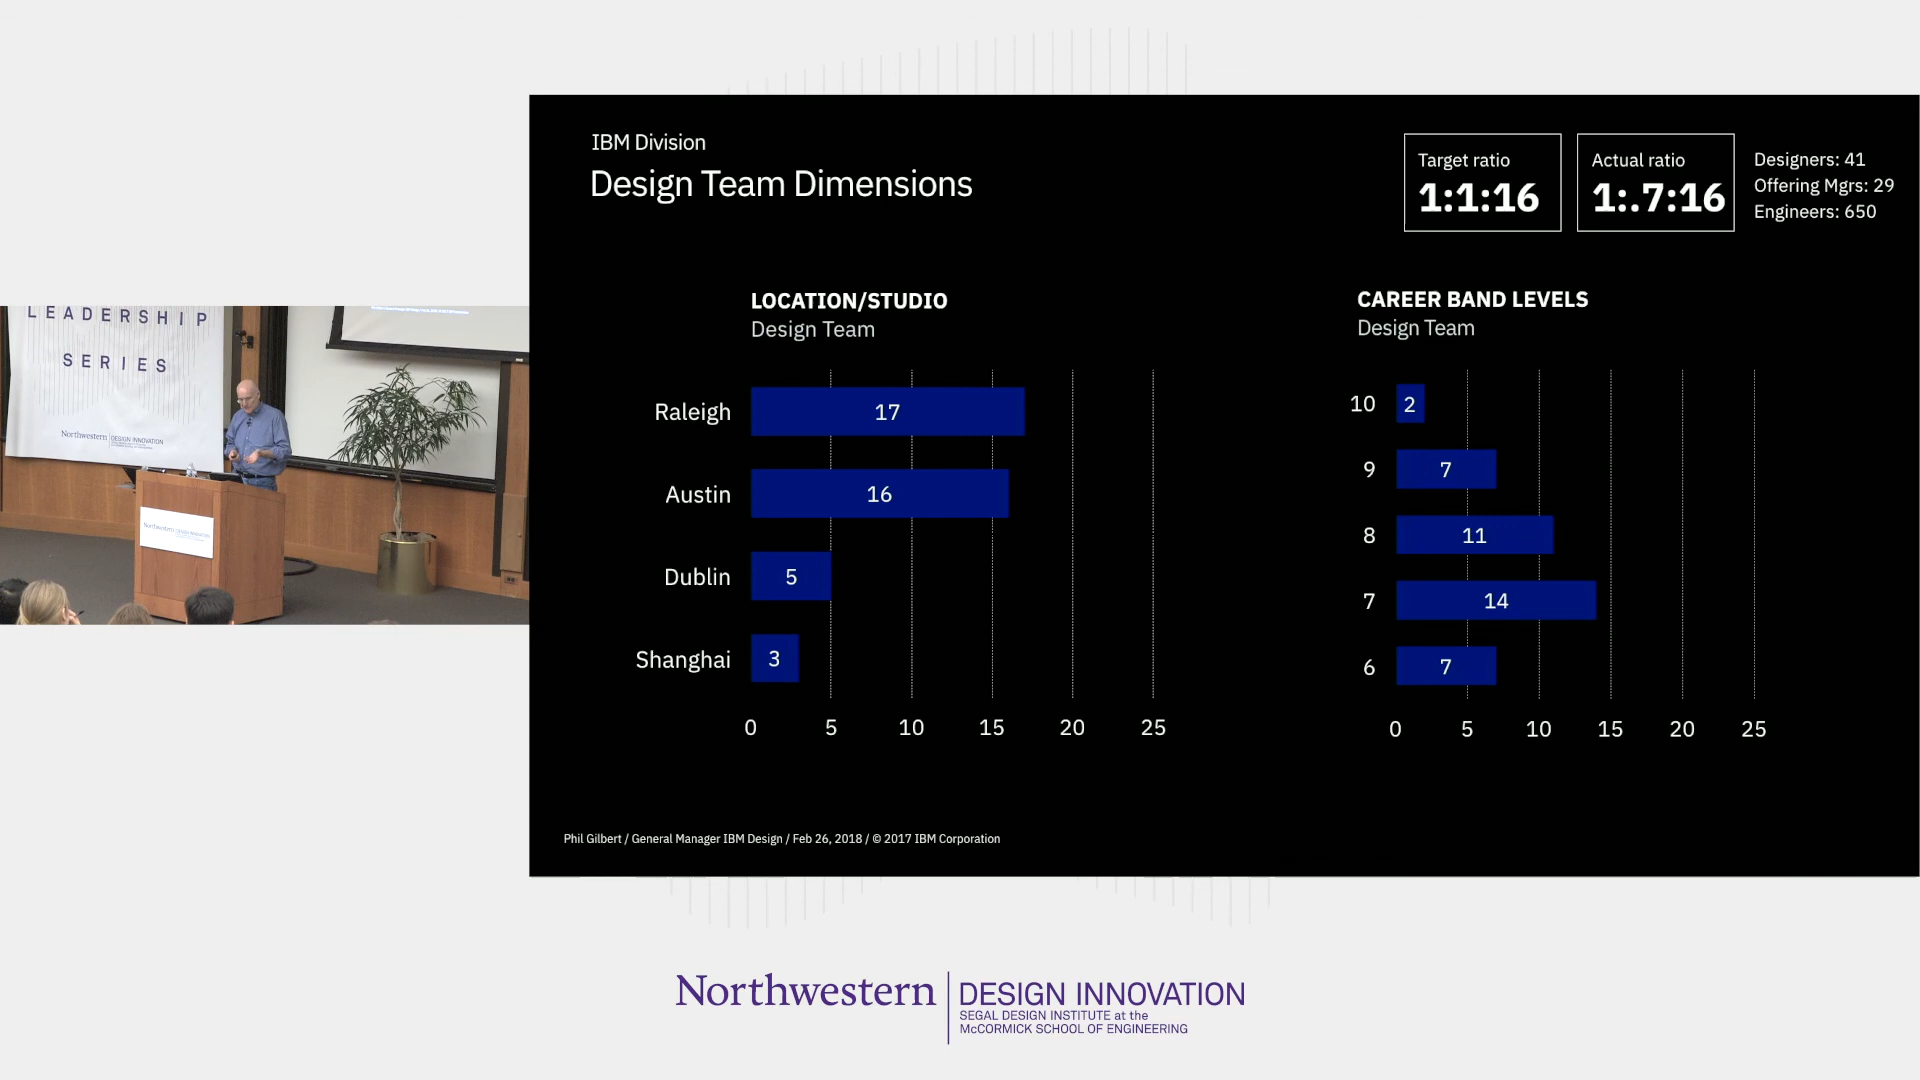 IBM Division
Design Team Dimensions
Target ratio
1:1:16
Actual ratio
1:.7:16
Designers: 41
Offering Mgrs: 29
Engineers: 650
LOCATION/STUDIO
Design Team
Raleigh 17
Austin 16
Dublin 5
Shanghai 3
0 5 10 15 20 25
CAREER BAND LEVELS
Design Team
10 2
9 7
8 11
7 14
6 7
0 5 10 15 20 25
Phil Gilbert / General Manager IBM Design / Feb 26, 2018 / © 2017 IBM Corporation
LEADERSHIP
SERIES
Northwestern DESIGN INNOVATION
Northwestern
DESIGN INNOVATION
SEGAL DESIGN INSTITUTE at the
McCORMICK SCHOOL OF ENGINEERING